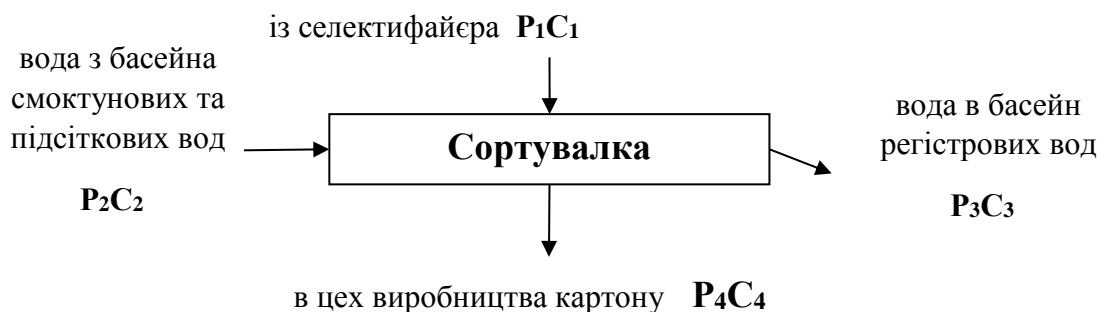 із селектифайєра P₁C₁
вода з басейна
смоктунових та
підсіткових вод
P₂C₂
Сортувалка
вода в басейн
регістрових вод
P₃C₃
в цех виробництва картону P₄C₄